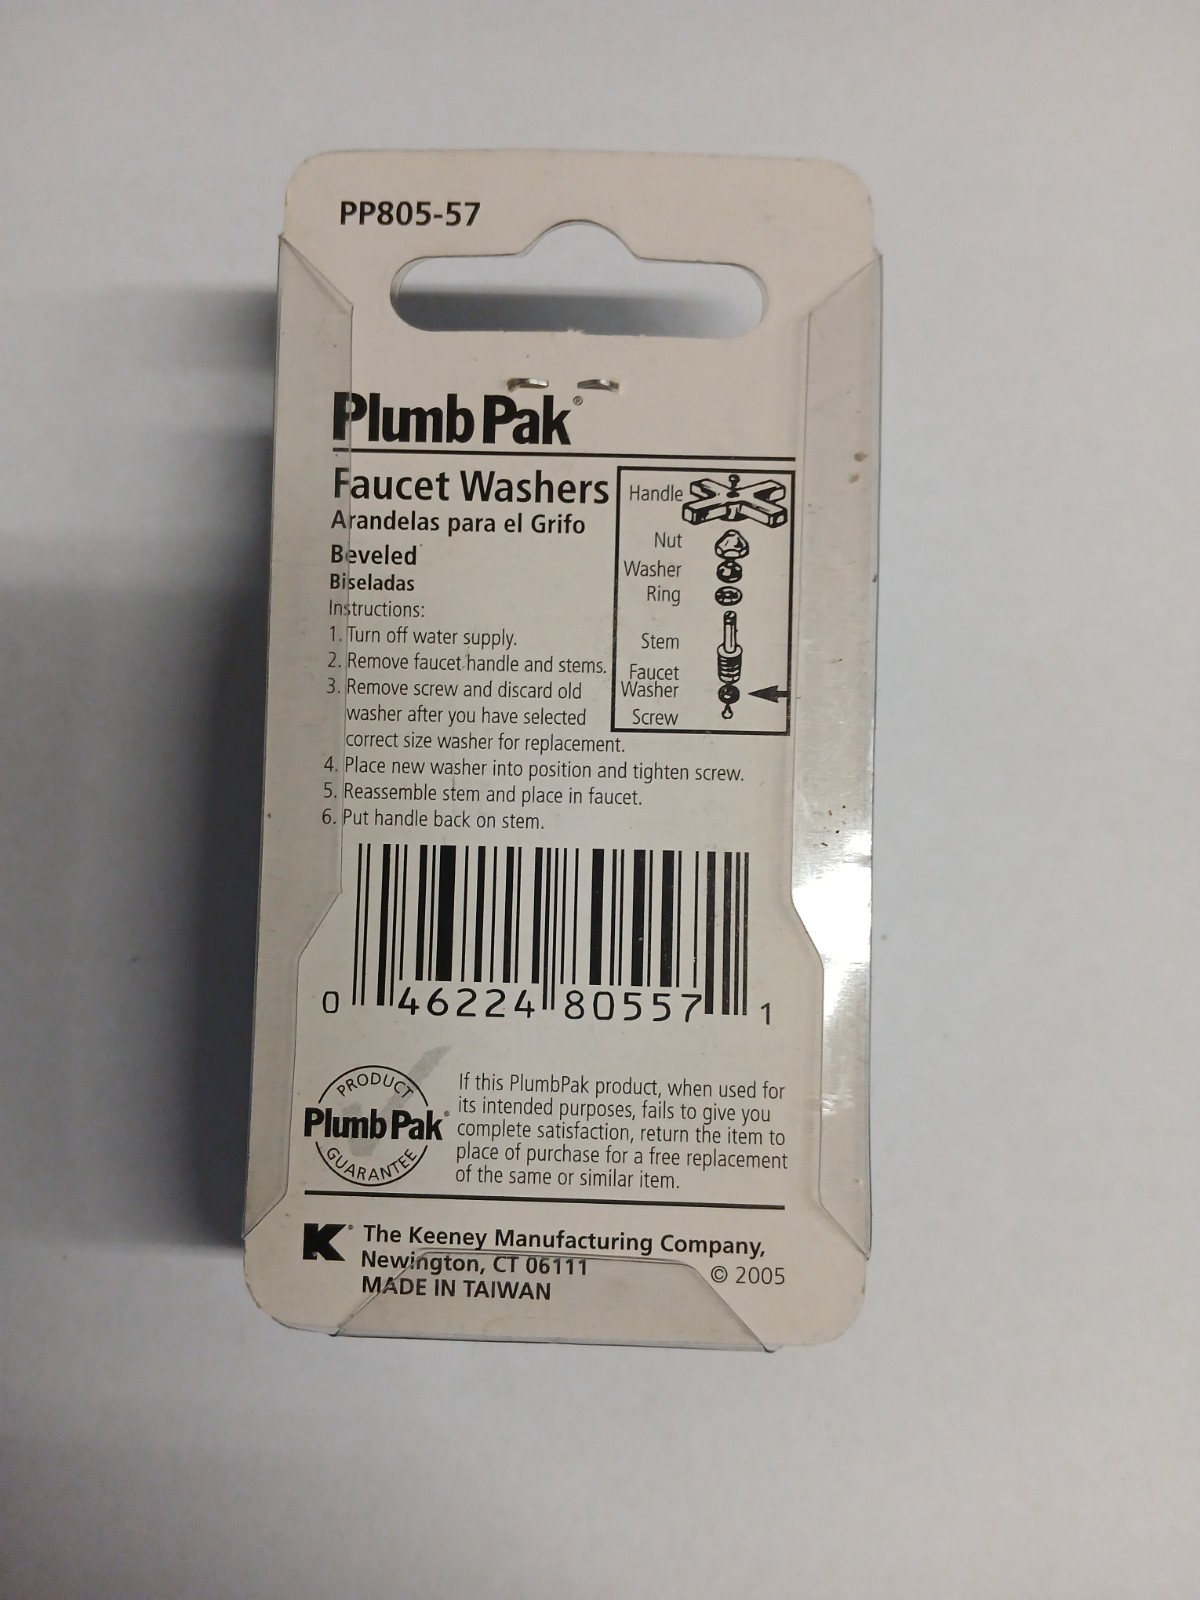 PP805-57
Plumb Pak®
Faucet Washers
Arandelas para el Grifo
Beveled
Biseladas
Handle
Nut
Washer
Ring
Stem
Faucet
Washer
Screw
Instructions:
1. Turn off water supply.
2. Remove faucet handle and stems.
3. Remove screw and discard old
washer after you have selected
correct size washer for replacement.
4. Place new washer into position and tighten screw.
5. Reassemble stem and place in faucet.
6. Put handle back on stem.
0 46224 80557 1
PRODUCT
Plumb Pak®
GUARANTEE
If this PlumbPak product, when used for
its intended purposes, fails to give you
complete satisfaction, return the item to
place of purchase for a free replacement
of the same or similar item.
K® The Keeney Manufacturing Company,
Newington, CT 06111
© 2005
MADE IN TAIWAN